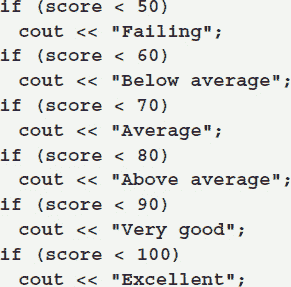 if (score < 50)
cout << "Failing";
if (score < 60)
cout << "Below average";
if (score < 70)
cout << "Average";
if (score < 80)
cout << "Above average";
if (score < 90)
cout << "Very good";
if (score < 100)
cout << "Excellent";